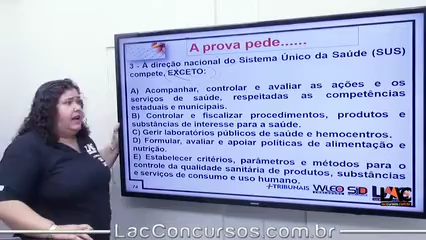 A prova pede......
3 - À direção nacional do Sistema Único da Saúde (SUS)
compete, EXCETO:
A) Acompanhar, controlar e avaliar as ações e os
serviços de saúde, respeitadas as competências
estaduais e municipais.
B) Controlar e fiscalizar procedimentos, produtos e
substâncias de interesse para a saúde.
C) Gerir laboratórios públicos de saúde e hemocentros.
D) Formular, avaliar e apoiar políticas de alimentação e
nutrição.
E) Estabelecer critérios, parâmetros e métodos para o
controle da qualidade sanitária de produtos, substâncias
e serviços de consumo e uso humano.
74
+TRIBUNAIS
LAC
LacConcursos.com.br